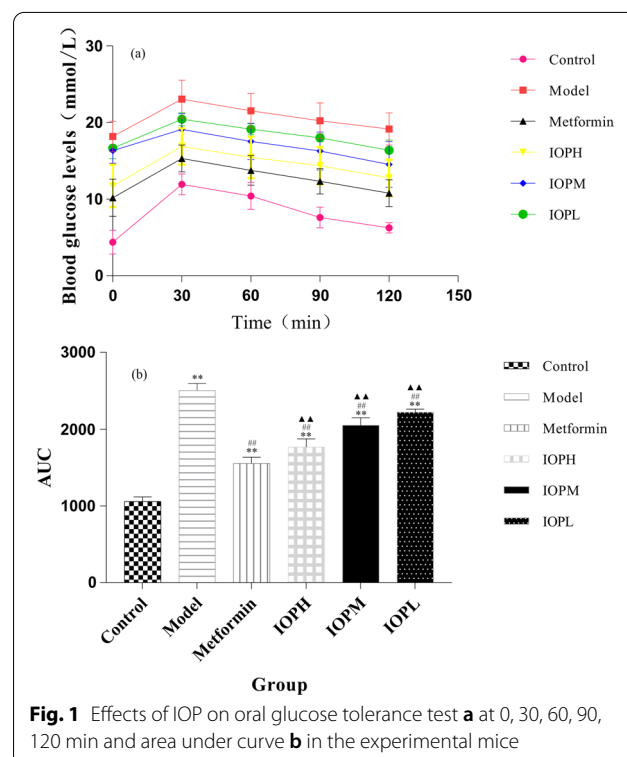 (a)
Blood glucose levels (mmol/L)
30
20
10
0
0 30 60 90 120 150
Time (min)
Control
Model
Metformin
IOPH
IOPM
IOPL
(b)
AUC
3000
2000
1000
0
**
##
**
▲▲
##
**
▲▲
##
**
▲▲
##
**
Control
Model
Metformin
IOPH
IOPM
IOPL
Group
Control
Model
Metformin
IOPH
IOPM
IOPL
Fig. 1 Effects of IOP on oral glucose tolerance test a at 0, 30, 60, 90,
120 min and area under curve b in the experimental mice